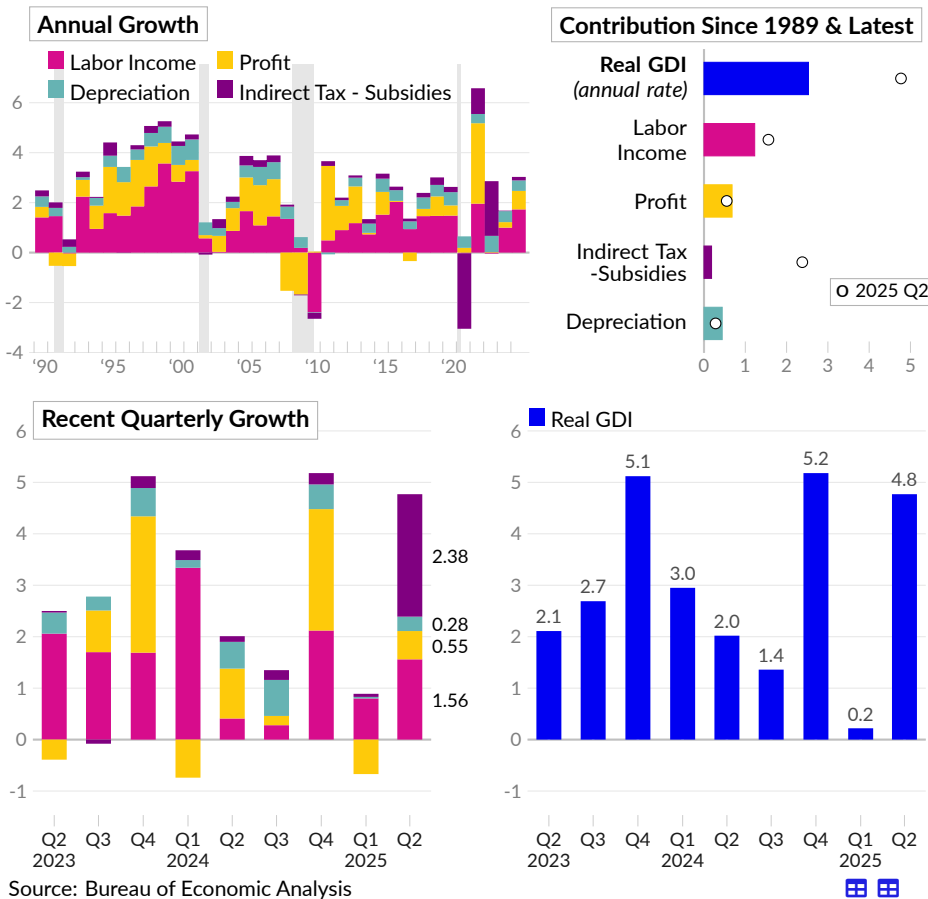 Annual Growth
Labor Income
Profit
Depreciation
Indirect Tax - Subsidies
6
4
2
0
-2
-4
‘90
‘95
‘00
‘05
‘10
‘15
‘20
Contribution Since 1989 & Latest
Real GDI
(annual rate)
Labor
Income
Profit
Indirect Tax
-Subsidies
Depreciation
2025 Q2
0 1 2 3 4 5
Recent Quarterly Growth
6
5
4
3
2
1
0
-1
2.38
0.28
0.55
1.56
Q2 Q3 Q4 Q1 Q2 Q3 Q4 Q1 Q2
2023 2024 2025
Real GDI
6
5
4
3
2
1
0
-1
2.1
2.7
5.1
3.0
2.0
1.4
5.2
0.2
4.8
Q2 Q3 Q4 Q1 Q2 Q3 Q4 Q1 Q2
2023 2024 2025
Source: Bureau of Economic Analysis